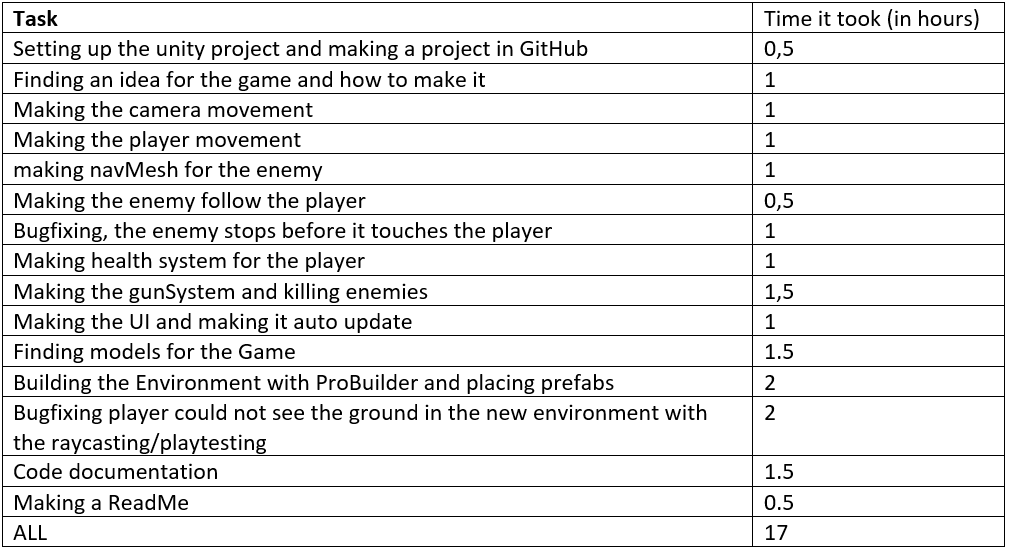 Task Time it took (in hours)
Setting up the unity project and making a project in GitHub 0,5
Finding an idea for the game and how to make it 1
Making the camera movement 1
Making the player movement 1
making navMesh for the enemy 1
Making the enemy follow the player 0,5
Bugfixing, the enemy stops before it touches the player 1
Making health system for the player 1
Making the gunSystem and killing enemies 1,5
Making the UI and making it auto update 1
Finding models for the Game 1.5
Building the Environment with ProBuilder and placing prefabs 2
Bugfixing player could not see the ground in the new environment with 2
the raycasting/playtesting
Code documentation 1.5
Making a ReadMe 0.5
ALL 17